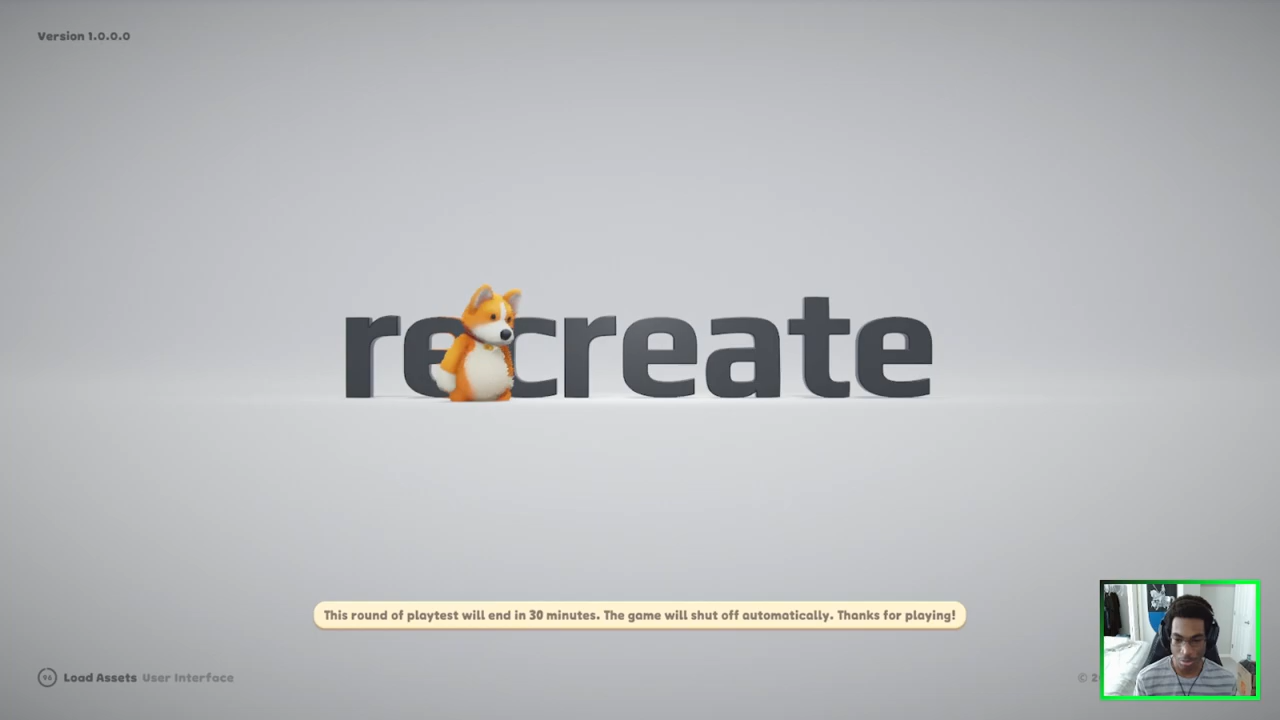 Version 1.0.0.0
recreate
This round of playtest will end in 30 minutes. The game will shut off automatically. Thanks for playing!
96 Load Assets User Interface
©